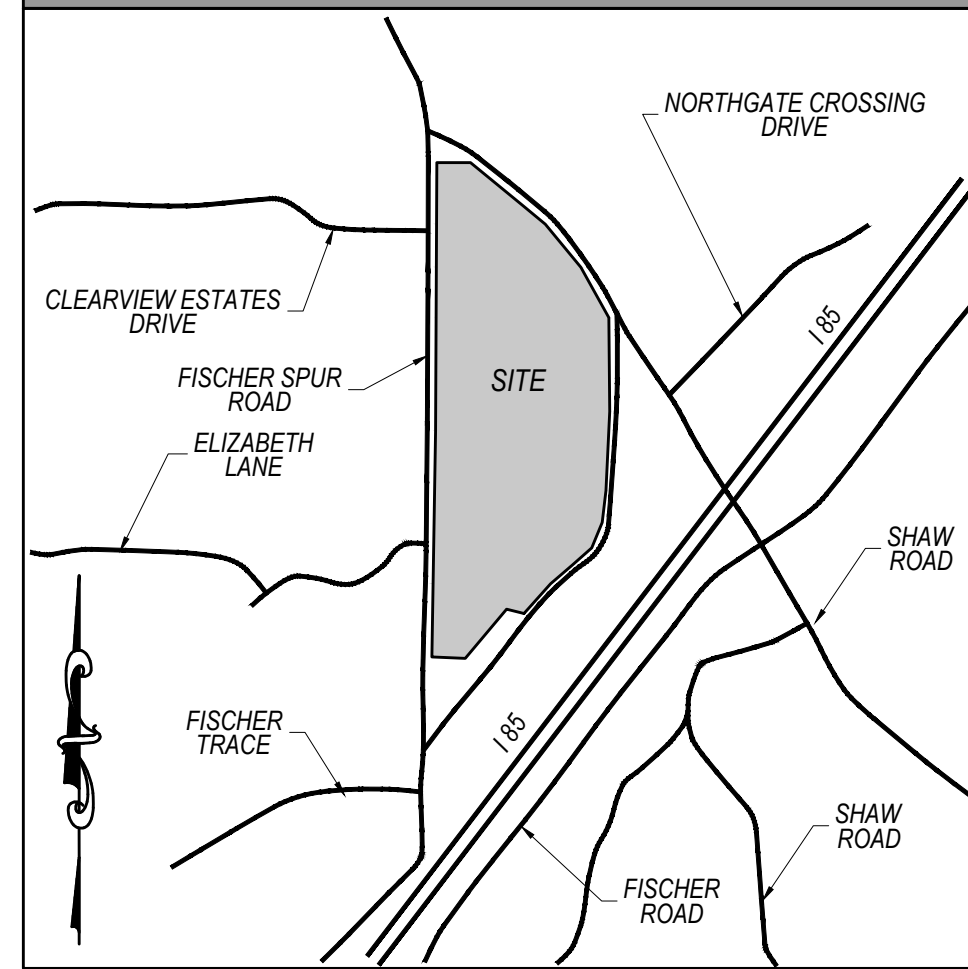 NORTHGATE CROSSING
DRIVE
I 85
CLEARVIEW ESTATES
DRIVE
FISCHER SPUR
ROAD
SITE
ELIZABETH
LANE
SHAW
ROAD
FISCHER
TRACE
I 85
SHAW
ROAD
FISCHER
ROAD